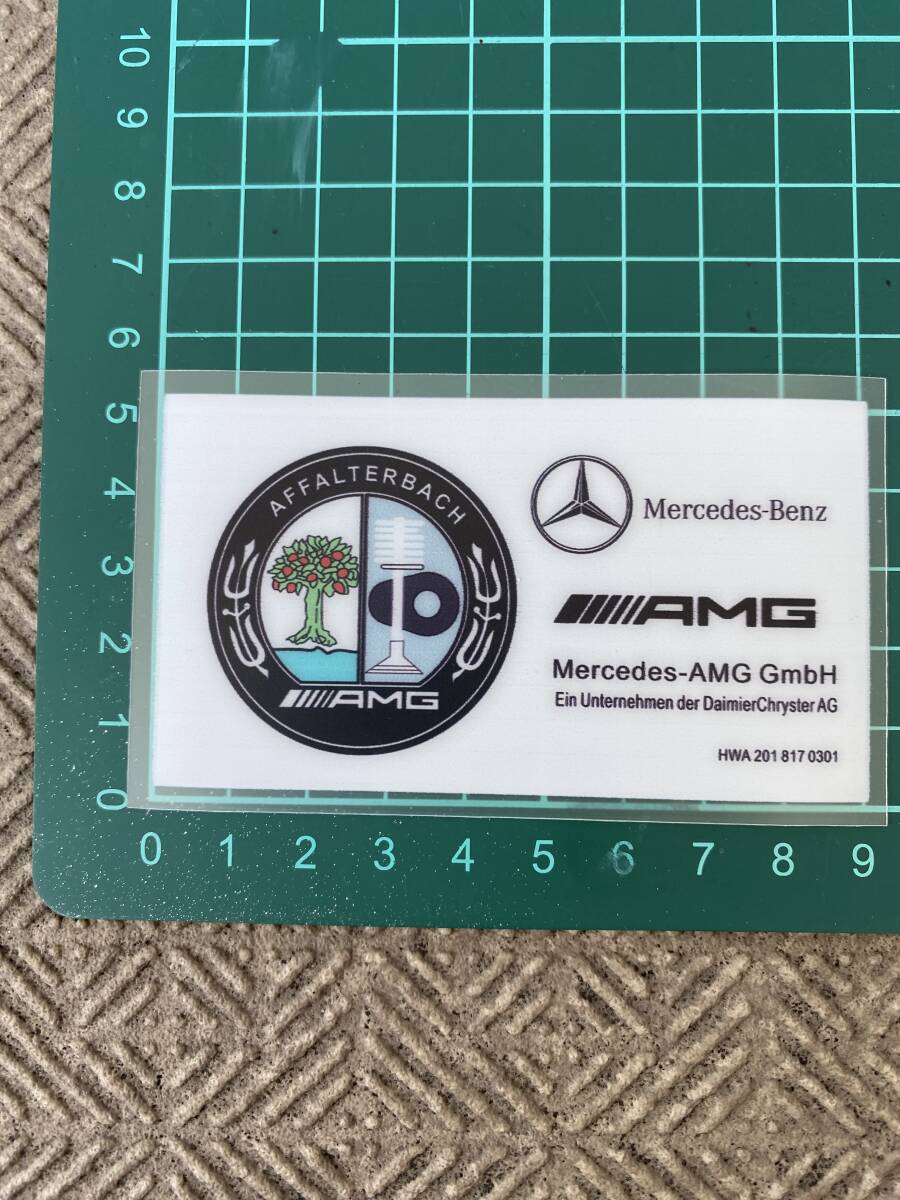 10
9
8
7
6
5
4
3
2
1
0
AFFALTERBACH
AMG
Mercedes-Benz
AMG
Mercedes-AMG GmbH
Ein Unternehmen der DaimierChryster AG
HWA 201 817 0301
0 1 2 3 4 5 6 7 8 9